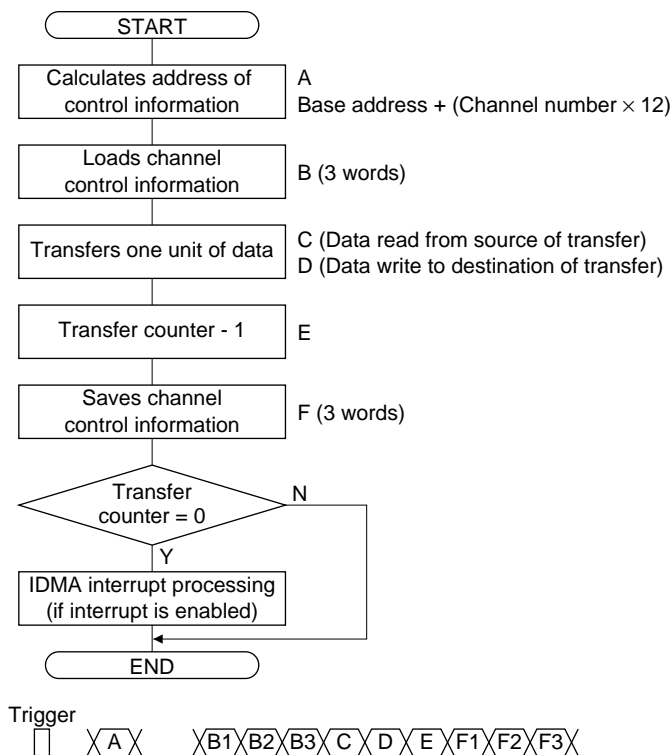 START
Calculates address of
control information
A
Base address + (Channel number × 12)
Loads channel
control information
B (3 words)
Transfers one unit of data
C (Data read from source of transfer)
D (Data write to destination of transfer)
Transfer counter - 1
E
Saves channel
control information
F (3 words)
Transfer
counter = 0
N
Y
IDMA interrupt processing
(if interrupt is enabled)
END
Trigger
A B1 B2 B3 C D E F1 F2 F3